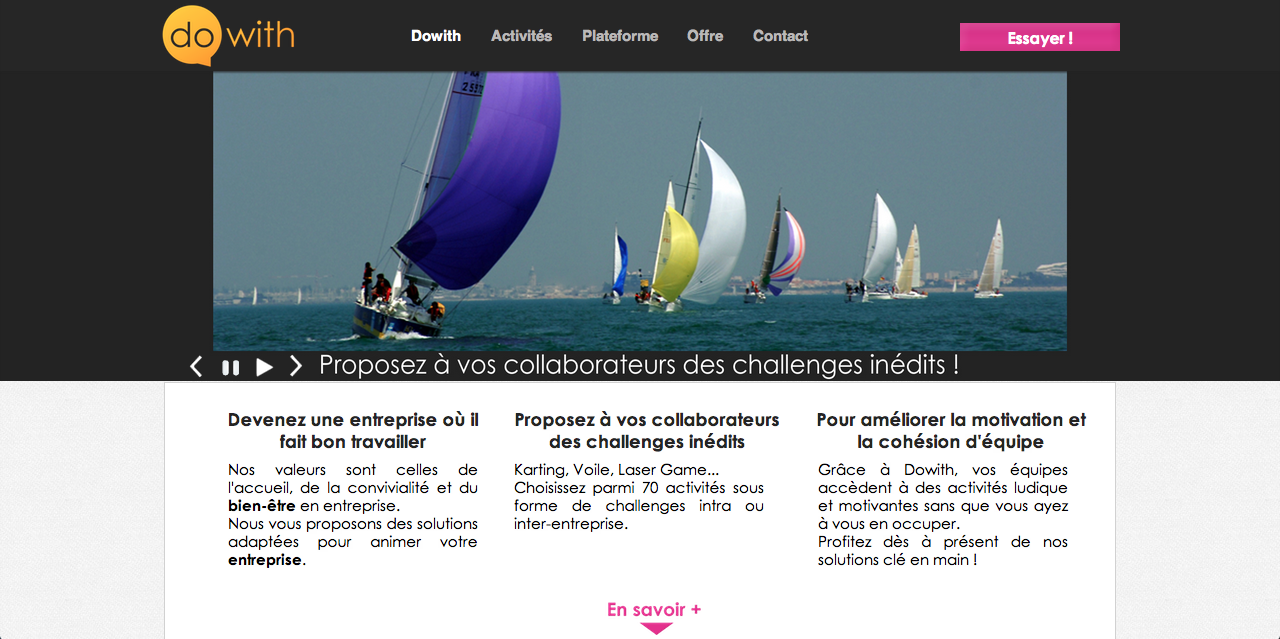 do with
Dowith Activités Plateforme Offre Contact
Essayer !
Proposez à vos collaborateurs des challenges inédits !
Devenez une entreprise où il
fait bon travailler
Nos valeurs sont celles de
l'accueil, de la convivialité et du
bien-être en entreprise.
Nous vous proposons des solutions
adaptées pour animer votre
entreprise.
Proposez à vos collaborateurs
des challenges inédits
Karting, Voile, Laser Game...
Choisissez parmi 70 activités sous
forme de challenges intra ou
inter-entreprise.
Pour améliorer la motivation et
la cohésion d'équipe
Grâce à Dowith, vos équipes
accèdent à des activités ludique
et motivantes sans que vous ayez
à vous en occuper.
Profitez dès à présent de nos
solutions clé en main !
En savoir +